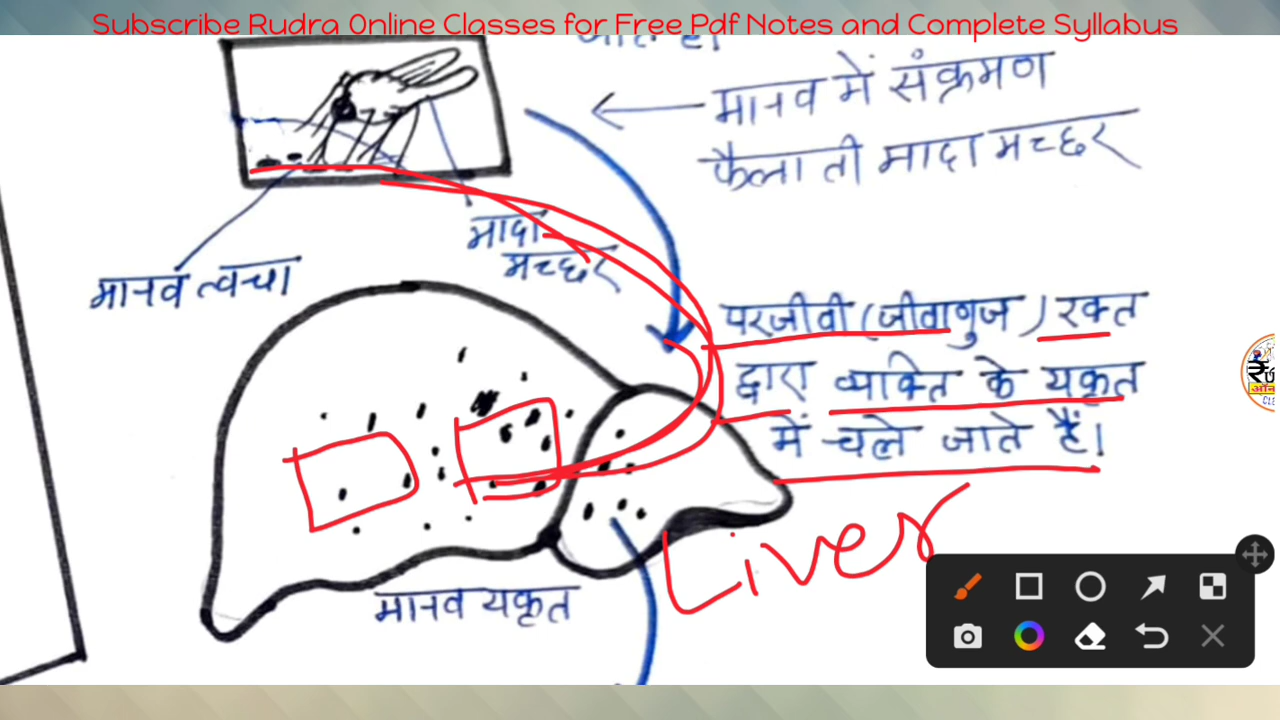 Subscribe Rudra Online Classes for Free Pdf Notes and Complete Syllabus
मानव में संक्रमण
फैलाती मादा मच्छर
मादा
मच्छर
मानव त्वचा
परजीवी (जीवाणुज) रक्त
द्वारा व्यक्ति के यकृत
में चले जाते हैं।
Liver
मानव यकृत